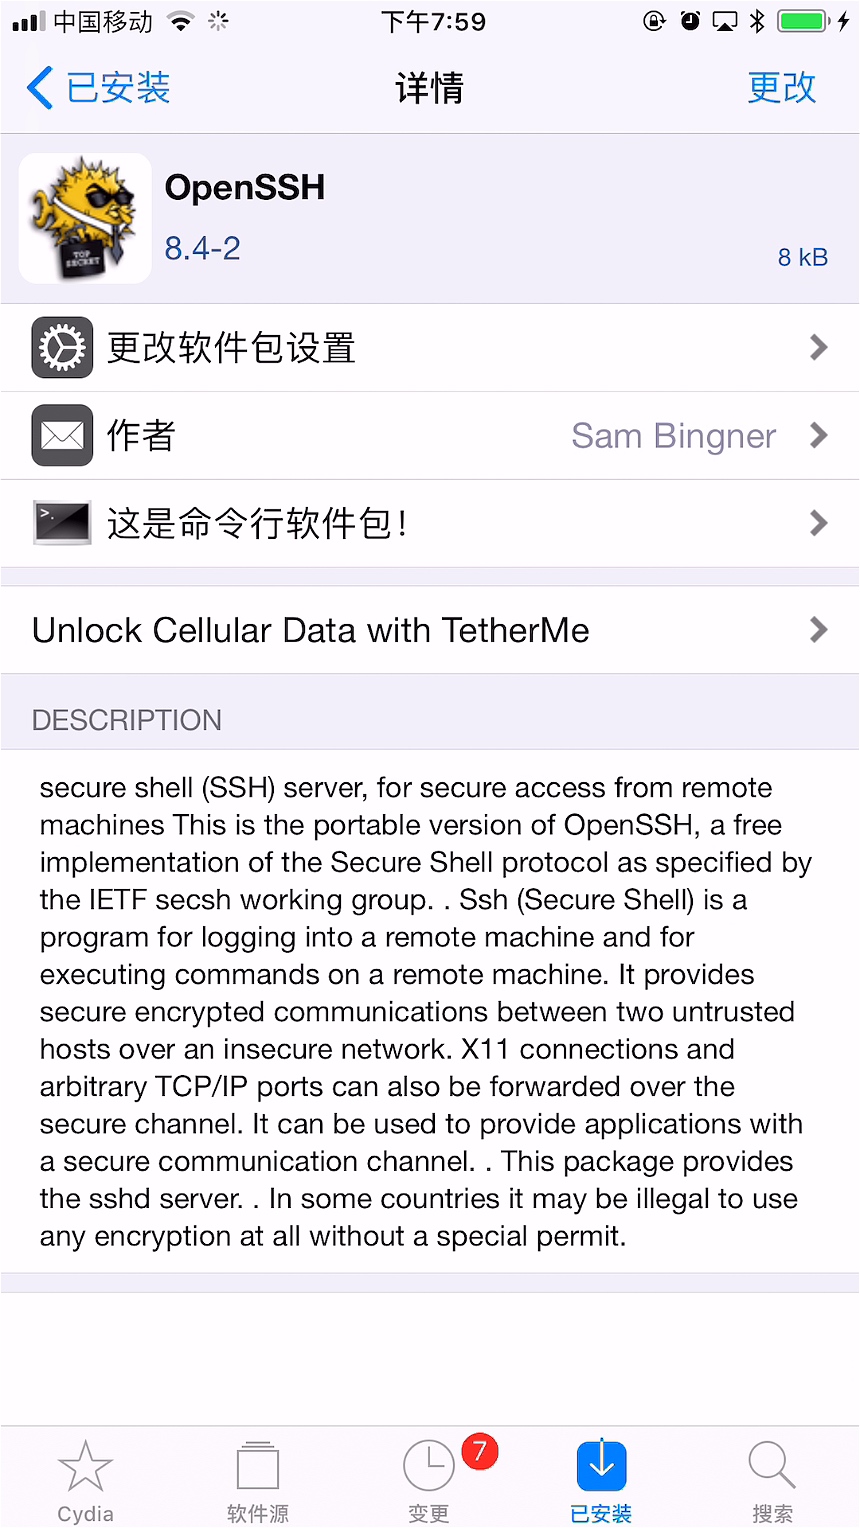 中国移动 下午7:59
已安装 详情 更改
OpenSSH
8.4-2
8 kB
TOP
SECRET
更改软件包设置
作者 Sam Bingner
>.
这是命令行软件包！
Unlock Cellular Data with TetherMe
DESCRIPTION
secure shell (SSH) server, for secure access from remote
machines This is the portable version of OpenSSH, a free
implementation of the Secure Shell protocol as specified by
the IETF secsh working group. . Ssh (Secure Shell) is a
program for logging into a remote machine and for
executing commands on a remote machine. It provides
secure encrypted communications between two untrusted
hosts over an insecure network. X11 connections and
arbitrary TCP/IP ports can also be forwarded over the
secure channel. It can be used to provide applications with
a secure communication channel. . This package provides
the sshd server. . In some countries it may be illegal to use
any encryption at all without a special permit.
7
Cydia 软件源 变更 已安装 搜索